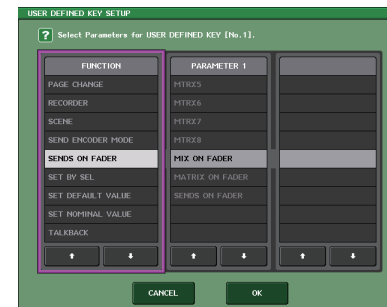 USER DEFINED KEY SETUP
? Select Parameters for USER DEFINED KEY [No.1].
FUNCTION
PAGE CHANGE
RECORDER
SCENE
SEND ENCODER MODE
SENDS ON FADER
SET BY SEL
SET DEFAULT VALUE
SET NOMINAL VALUE
TALKBACK
PARAMETER 1
MTRX5
MTRX6
MTRX7
MTRX8
MIX ON FADER
MATRIX ON FADER
SENDS ON FADER
CANCEL
OK